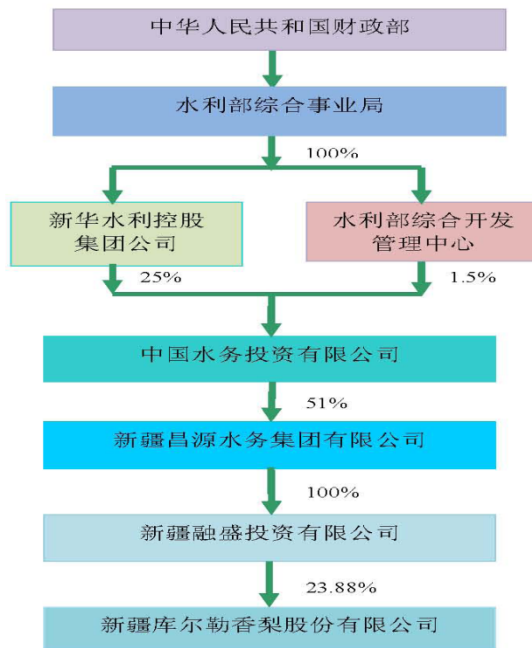 中华人民共和国财政部
水利部综合事业局
100%
新华水利控股
集团公司
水利部综合开发
管理中心
25%
1.5%
中国水务投资有限公司
51%
新疆昌源水务集团有限公司
100%
新疆融盛投资有限公司
23.88%
新疆库尔勒香梨股份有限公司